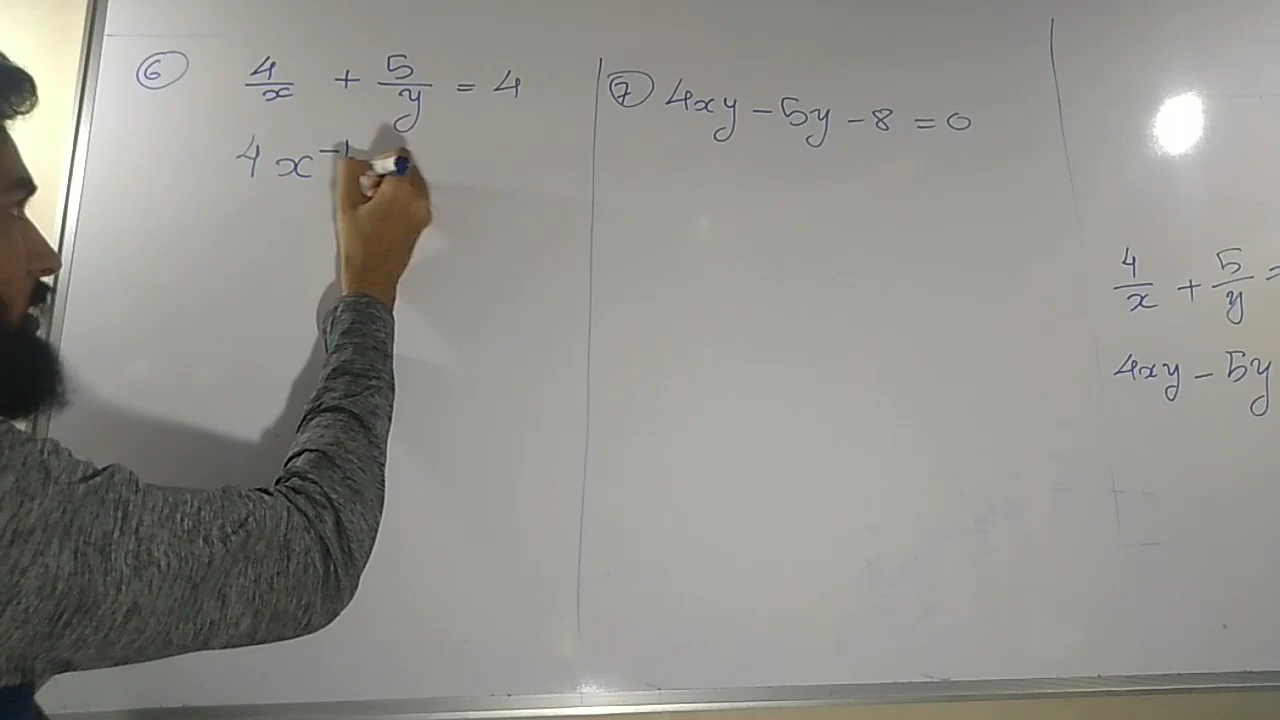 ⑥ 4/x + 5/y = 4
4x⁻¹
⑦ 4xy - 5y - 8 = 0
4/x + 5/y =
4xy - 5y